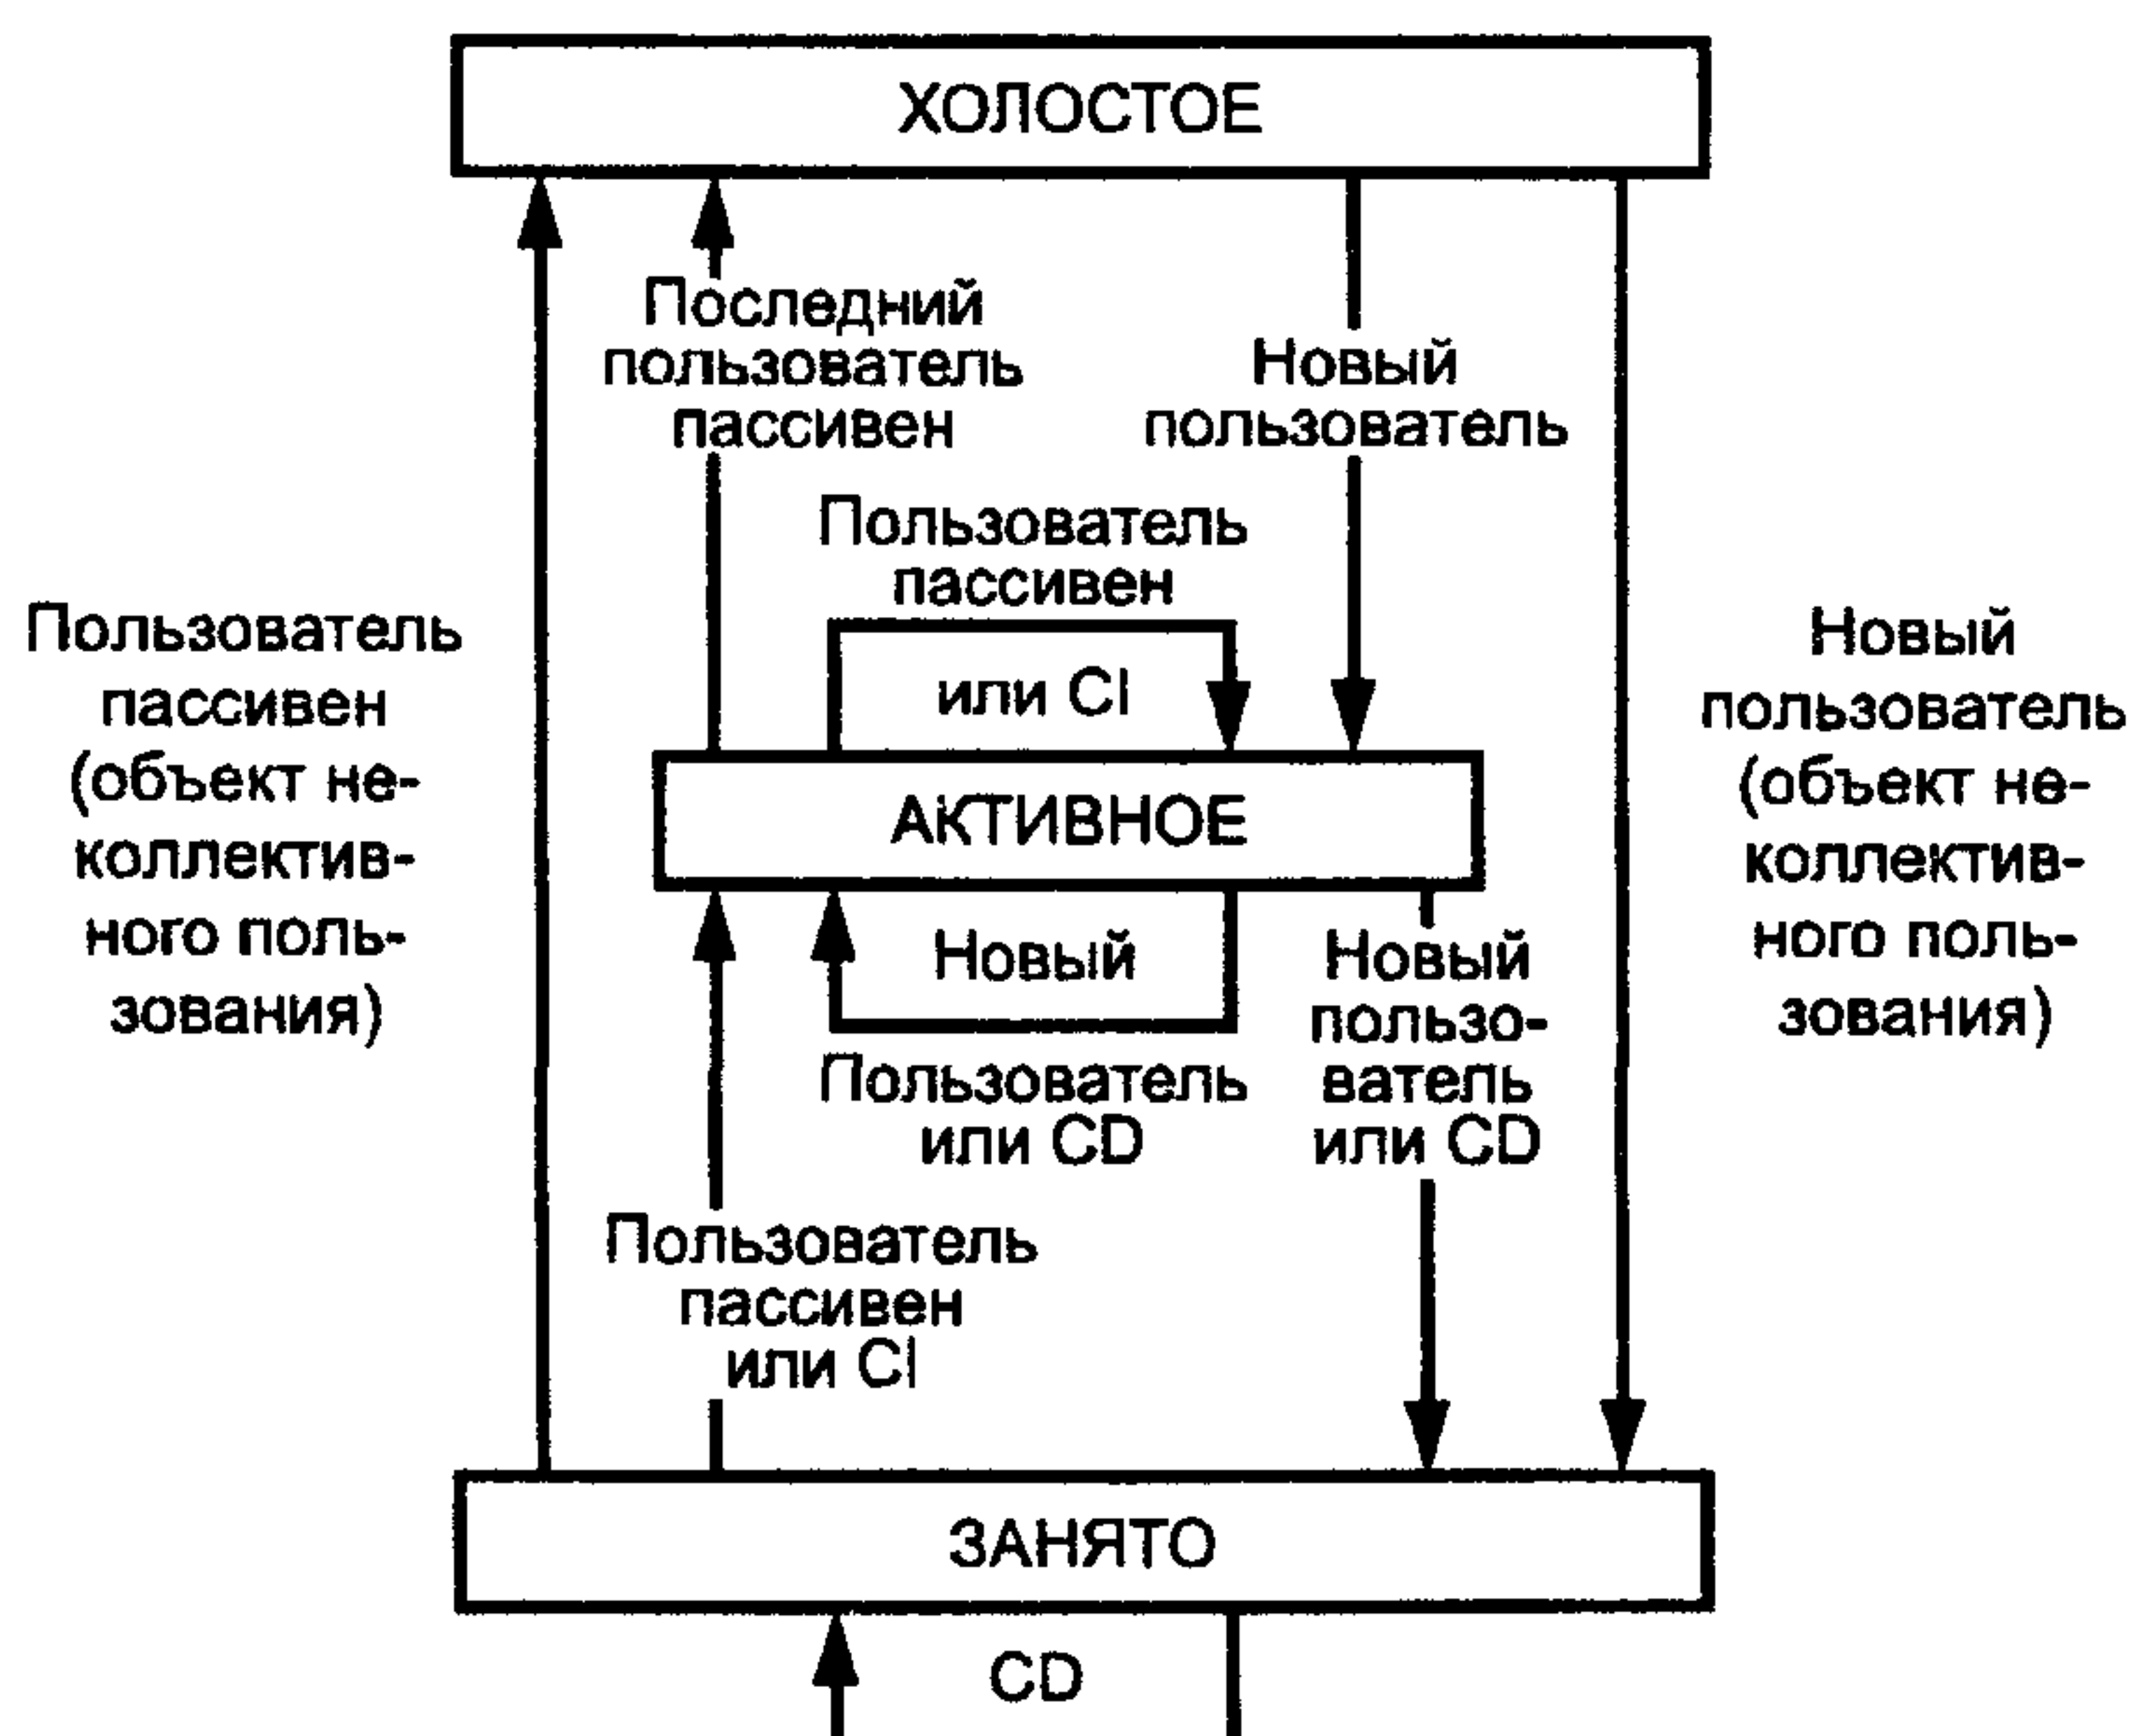 ХОЛОСТОЕ
Последний
пользователь
пассивен
Новый
пользователь
Пользователь
пассивен
или CI
Пользователь
пассивен
(объект не-
коллектив-
ного поль-
зования)
Новый
пользователь
(объект не-
коллектив-
ного поль-
зования)
АКТИВНОЕ
Новый
Пользователь
или CD
Новый
пользо-
ватель
или CD
Пользователь
пассивен
или CI
ЗАНЯТО
CD